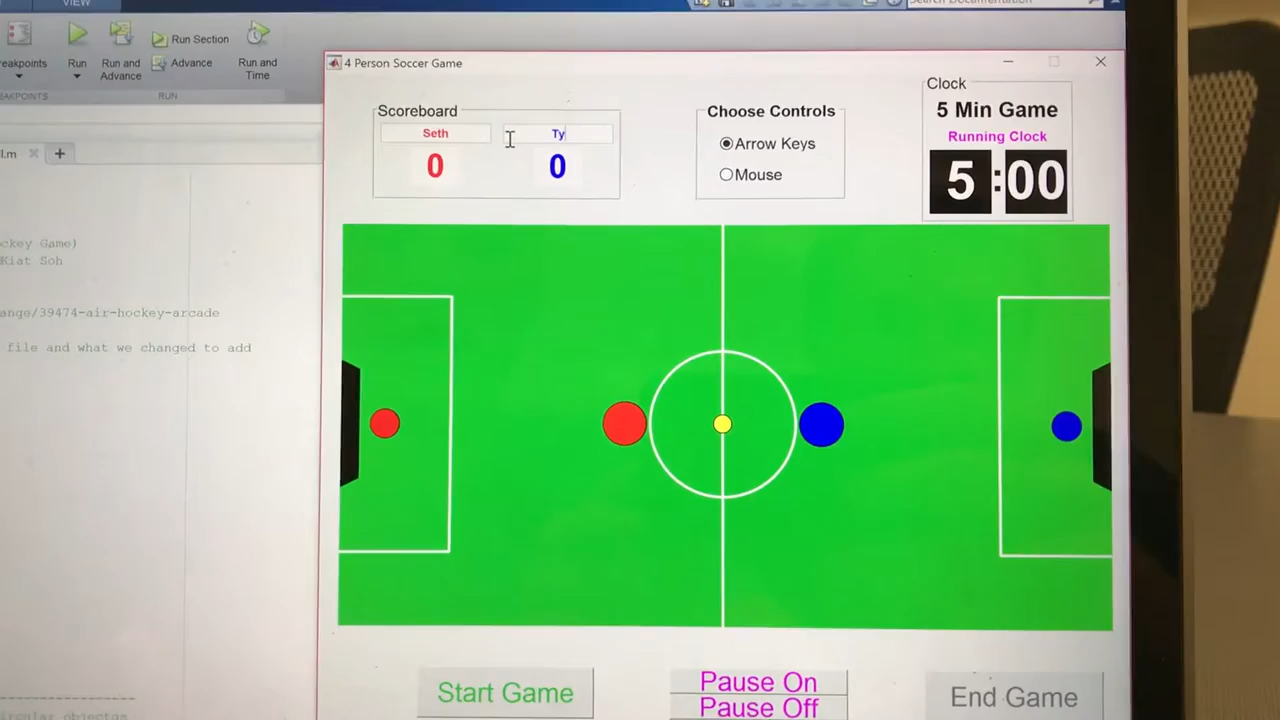 VIEW
Search Documentation
eakpoints
Run
Run and
Advance
Run Section
Advance
Run and
Time
EAKPOINTS
RUN
l.m
ckey Game)
Kiat Soh
ange/39474-air-hockey-arcade
file and what we changed to add
4 Person Soccer Game
Scoreboard
Seth
Ty
0
0
Choose Controls
Arrow Keys
Mouse
Clock
5 Min Game
Running Clock
5:00
Start Game
Pause On
Pause Off
End Game